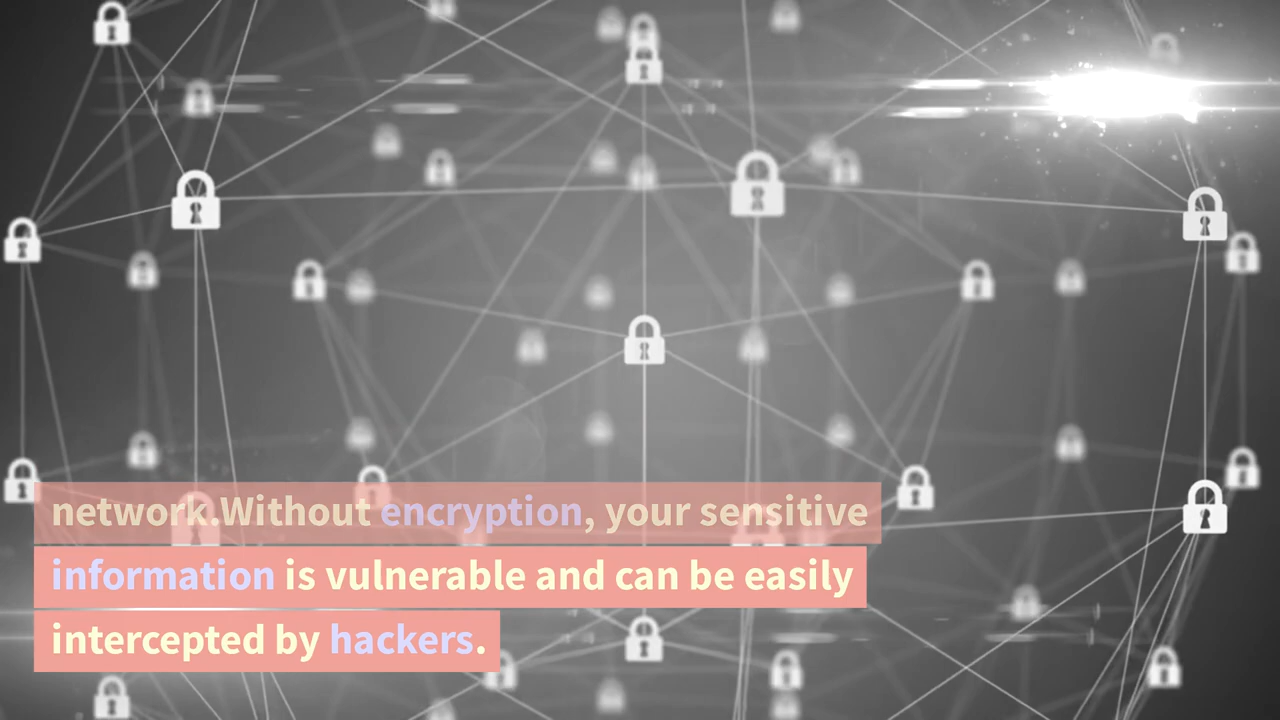 network.Without encryption, your sensitive
information is vulnerable and can be easily
intercepted by hackers.